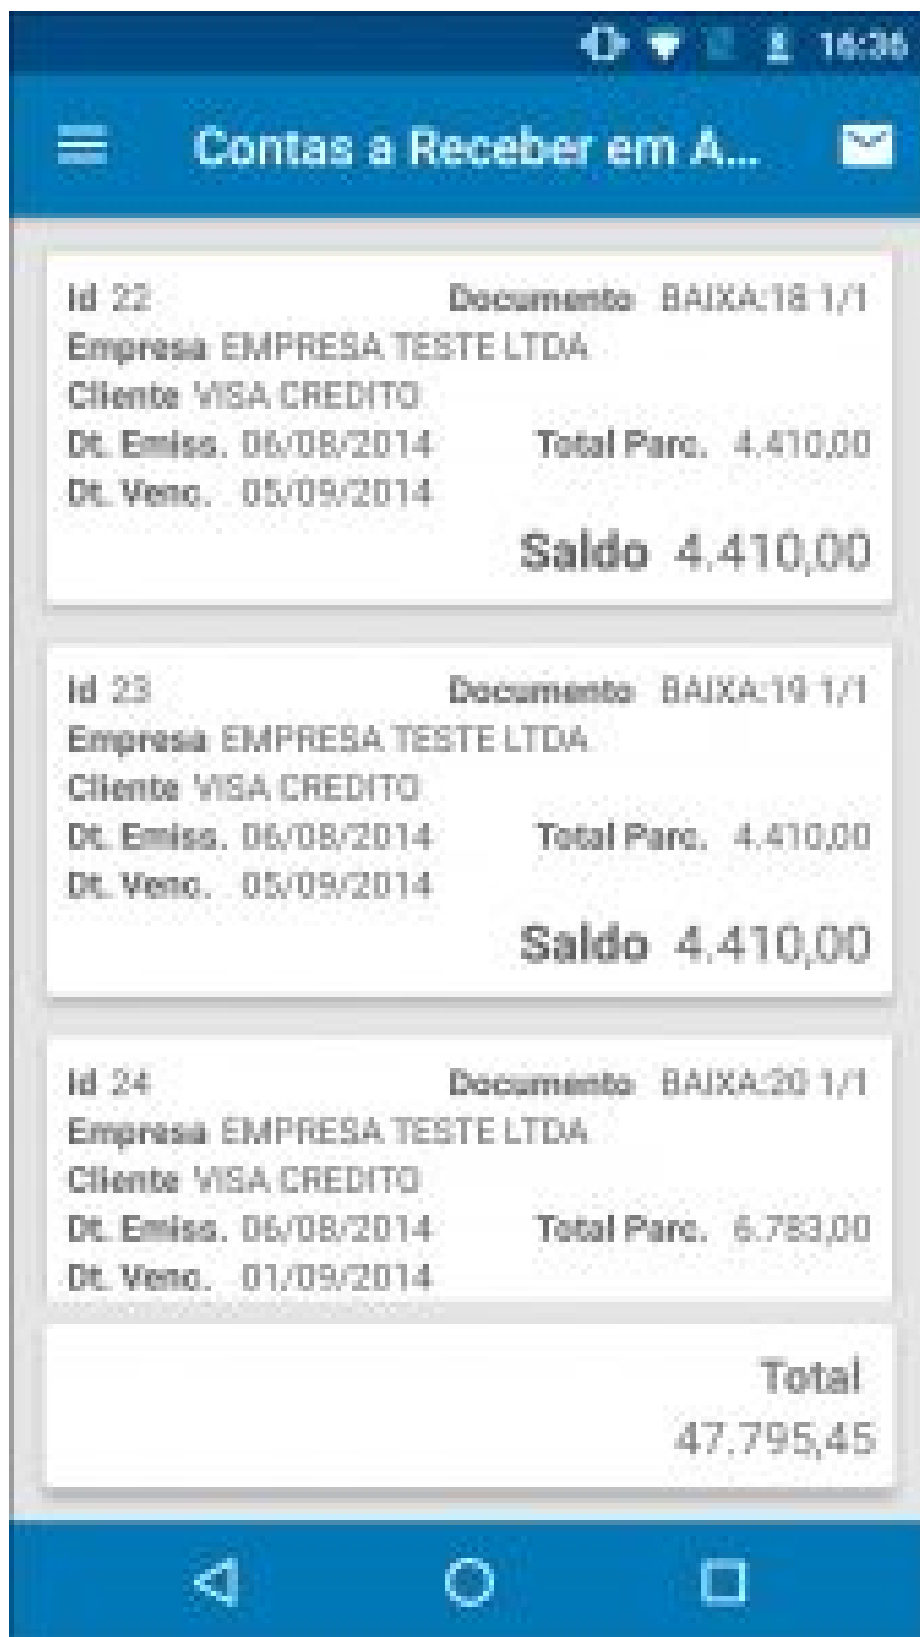 16:36
Contas a Receber em A...
Id 22 Documento BAIXA:18 1/1
Empresa EMPRESA TESTE LTDA
Cliente VISA CREDITO
Dt. Emiss. 06/08/2014 Total Parc. 4.410,00
Dt. Venc. 05/09/2014
Saldo 4.410,00
Id 23 Documento BAIXA:19 1/1
Empresa EMPRESA TESTE LTDA
Cliente VISA CREDITO
Dt. Emiss. 06/08/2014 Total Parc. 4.410,00
Dt. Venc. 05/09/2014
Saldo 4.410,00
Id 24 Documento BAIXA:20 1/1
Empresa EMPRESA TESTE LTDA
Cliente VISA CREDITO
Dt. Emiss. 06/08/2014 Total Parc. 6.783,00
Dt. Venc. 01/09/2014
Total
47.795,45